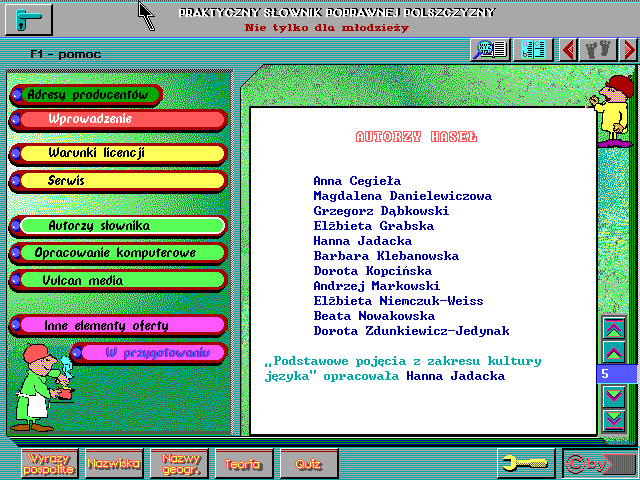 PRAKTYCZNY SŁOWNIK POPRAWNEJ POLSZCZYZNY
Nie tylko dla młodzieży
F1 - pomoc
Adresy producentów
Wprowadzenie
Warunki licencji
Serwis
Autorzy słownika
Opracowanie komputerowe
Vulcan media
Inne elementy oferty
W przygotowaniu
AUTORZY HASEŁ
Anna Cegieła
Magdalena Danielewiczowa
Grzegorz Dąbkowski
Elżbieta Grabska
Hanna Jadacka
Barbara Klebanowska
Dorota Kopcińska
Andrzej Markowski
Elżbieta Niemczuk-Weiss
Beata Nowakowska
Dorota Zdunkiewicz-Jedynak
„Podstawowe pojęcia z zakresu kultury
języka" opracowała Hanna Jadacka
5
Wyrazy
pospolite
Nazwiska
Nazwy
geogr.
Teoria
Quiz
©by